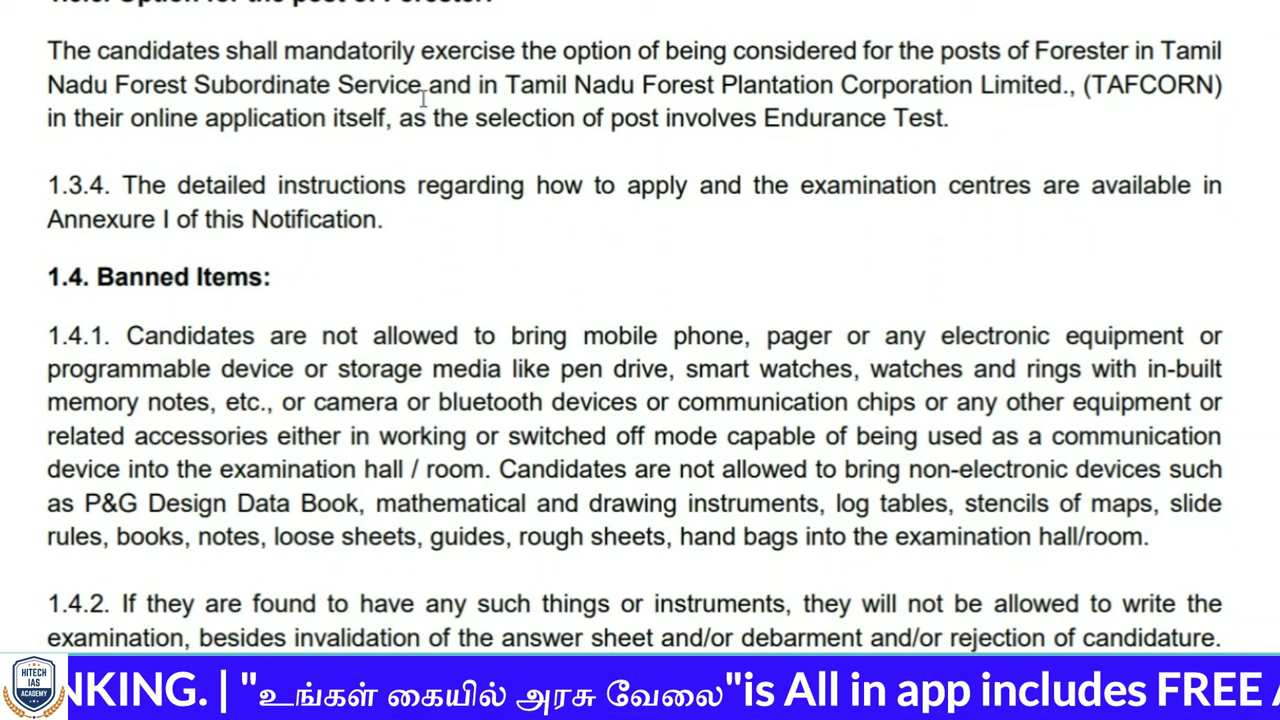 The candidates shall mandatorily exercise the option of being considered for the posts of Forester in Tamil
Nadu Forest Subordinate Service and in Tamil Nadu Forest Plantation Corporation Limited., (TAFCORN)
in their online application itself, as the selection of post involves Endurance Test.
1.3.4. The detailed instructions regarding how to apply and the examination centres are available in
Annexure I of this Notification.
1.4. Banned Items:
1.4.1. Candidates are not allowed to bring mobile phone, pager or any electronic equipment or
programmable device or storage media like pen drive, smart watches, watches and rings with in-built
memory notes, etc., or camera or bluetooth devices or communication chips or any other equipment or
related accessories either in working or switched off mode capable of being used as a communication
device into the examination hall / room. Candidates are not allowed to bring non-electronic devices such
as P&G Design Data Book, mathematical and drawing instruments, log tables, stencils of maps, slide
rules, books, notes, loose sheets, guides, rough sheets, hand bags into the examination hall/room.
1.4.2. If they are found to have any such things or instruments, they will not be allowed to write the
examination, besides invalidation of the answer sheet and/or debarment and/or rejection of candidature.
HITECH
IAS
ACADEMY
NKING. | "உங்கள் கையில் அரசு வேலை"is All in app includes FREE A